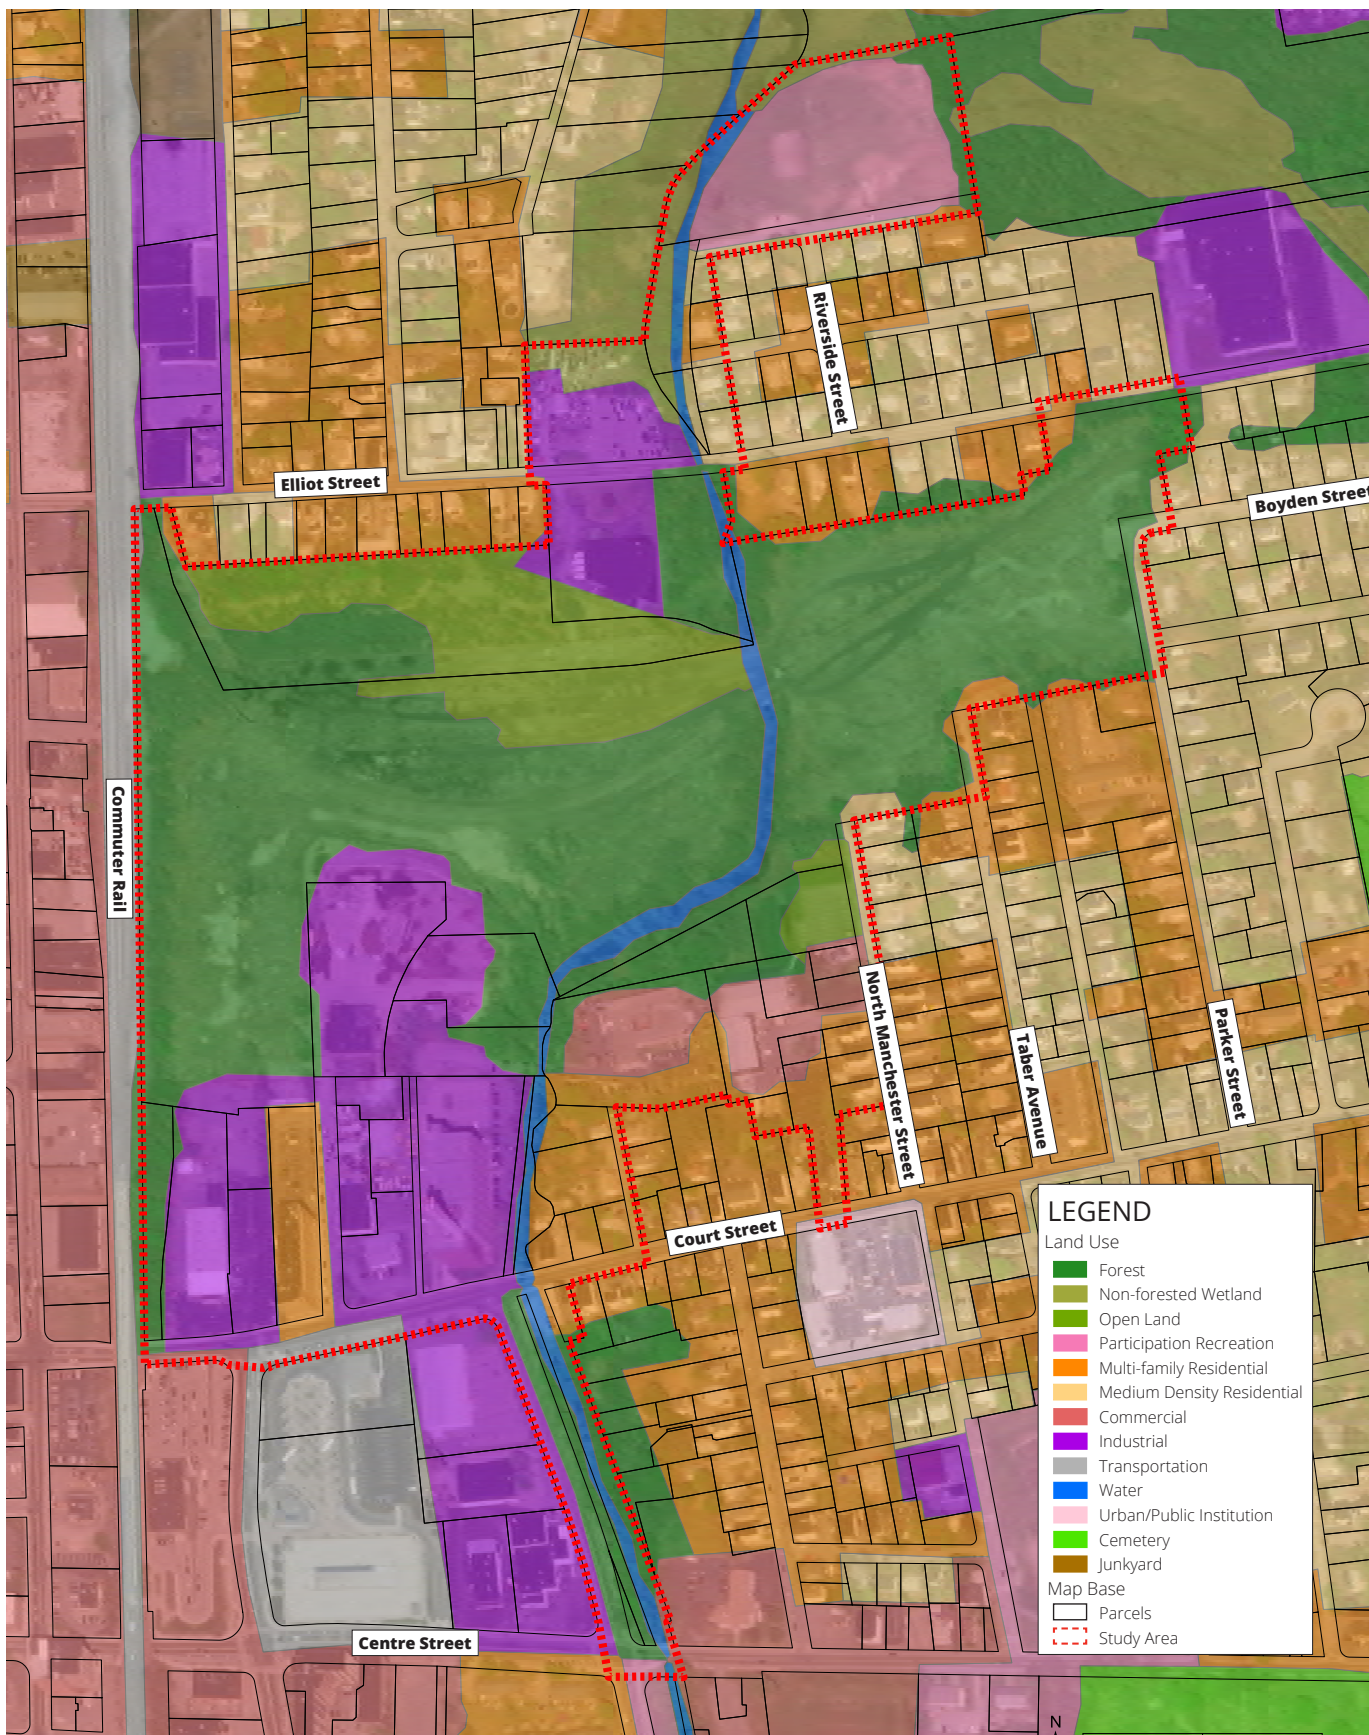 Riverside Street
Elliot Street
Boyden Street
Commuter Rail
North Manchester Street
Taber Avenue
Parker Street
Court Street
Centre Street
LEGEND
Land Use
Forest
Non-forested Wetland
Open Land
Participation Recreation
Multi-family Residential
Medium Density Residential
Commercial
Industrial
Transportation
Water
Urban/Public Institution
Cemetery
Junkyard
Map Base
Parcels
Study Area
N